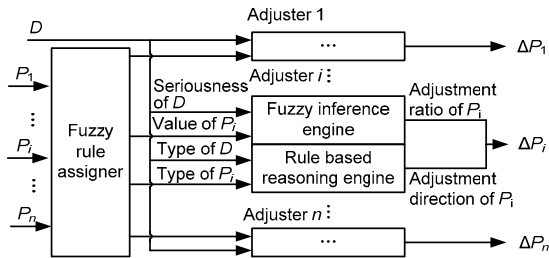 Adjuster 1
D
...
ΔP1
Adjuster i
P1
Seriousness
of D
Fuzzy inference
engine
Adjustment
ratio of Pi
...
Value of Pi
Fuzzy
rule
assigner
Pi
Type of D
Rule based
reasoning engine
ΔPi
...
Type of Pi
Adjustment
direction of Pi
Pn
Adjuster n
...
ΔPn